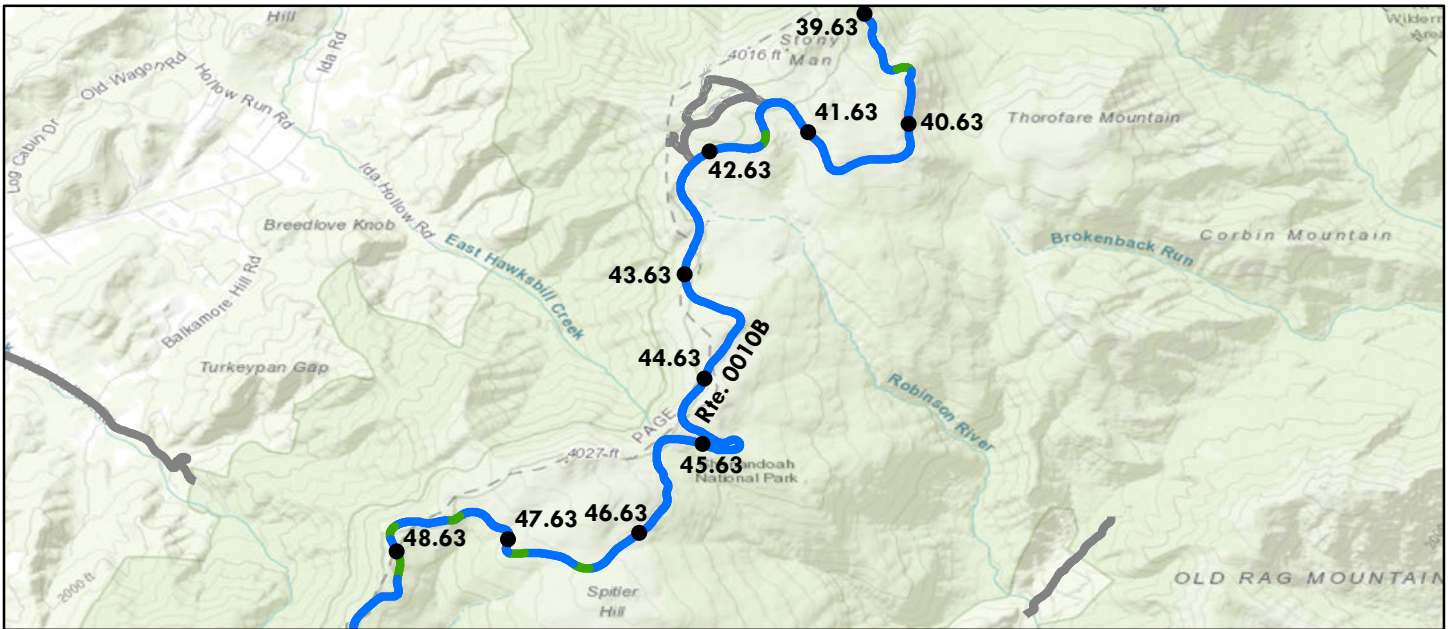 Hill
39.63
Wildern
Area
Stony
Man
4016 ft
Ida Rd
Old Wagon Rd
Hollow Run Rd
41.63
40.63
Thorofare Mountain
Log Cabin Dr
42.63
Ida Hollow Rd
Breedlove Knob
East Hawksbill Creek
Brokenback Run
Corbin Mountain
43.63
Balkamore Hill Rd
44.63
Rte. 0010B
Turkeypan Gap
Robinson River
PAGE
4027 ft
45.63
Shenandoah
National Park
46.63
47.63
48.63
2000 ft
Spitler
Hill
OLD RAG MOUNTAIN